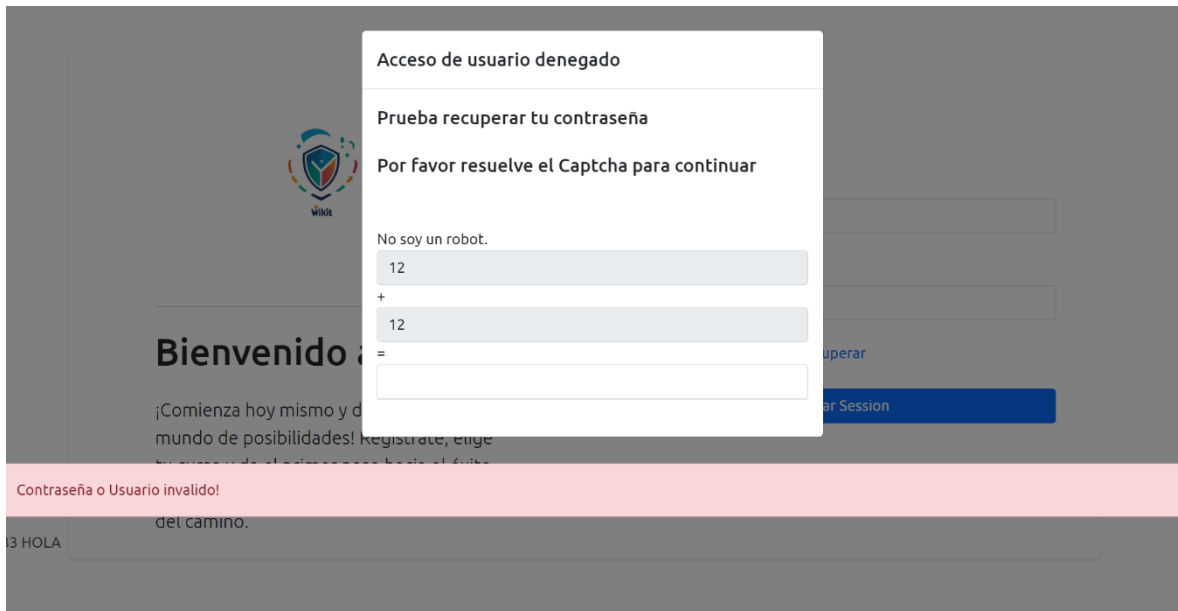 Acceso de usuario denegado
Prueba recuperar tu contraseña
Por favor resuelve el Captcha para continuar
No soy un robot.
12
+
12
=
wikit
Bienvenido
¡Comienza hoy mismo y d
mundo de posibilidades! Regístrate, elige
del camino.
uperar
ar Session
Contraseña o Usuario invalido!
33 HOLA